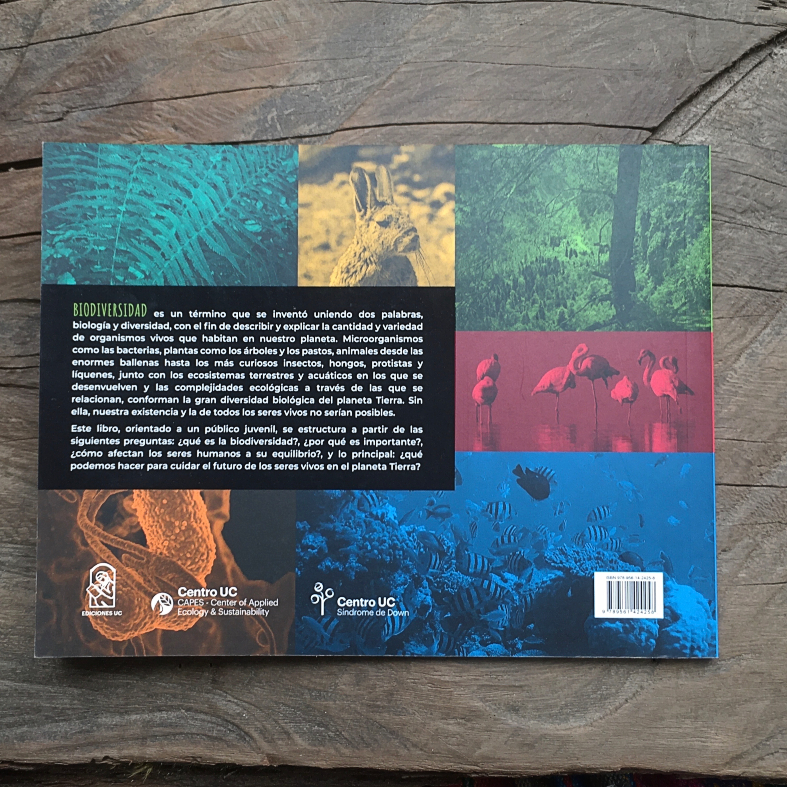 BIODIVERSIDAD es un término que se inventó uniendo dos palabras,
biología y diversidad, con el fin de describir y explicar la cantidad y variedad
de organismos vivos que habitan en nuestro planeta. Microorganismos
como las bacterias, plantas como los árboles y los pastos, animales desde las
enormes ballenas hasta los más curiosos insectos, hongos, protistas y
líquenes, junto con los ecosistemas terrestres y acuáticos en los que se
desenvuelven y las complejidades ecológicas a través de las que se
relacionan, conforman la gran diversidad biológica del planeta Tierra. Sin
ella, nuestra existencia y la de todos los seres vivos no serían posibles.
Este libro, orientado a un público juvenil, se estructura a partir de las
siguientes preguntas: ¿qué es la biodiversidad?, ¿por qué es importante?,
¿cómo afectan los seres humanos a su equilibrio?, y lo principal: ¿qué
podemos hacer para cuidar el futuro de los seres vivos en el planeta Tierra?
EDICIONES UC
Centro UC
CAPES - Center of Applied
Ecology & Sustainability
Centro UC
Síndrome de Down